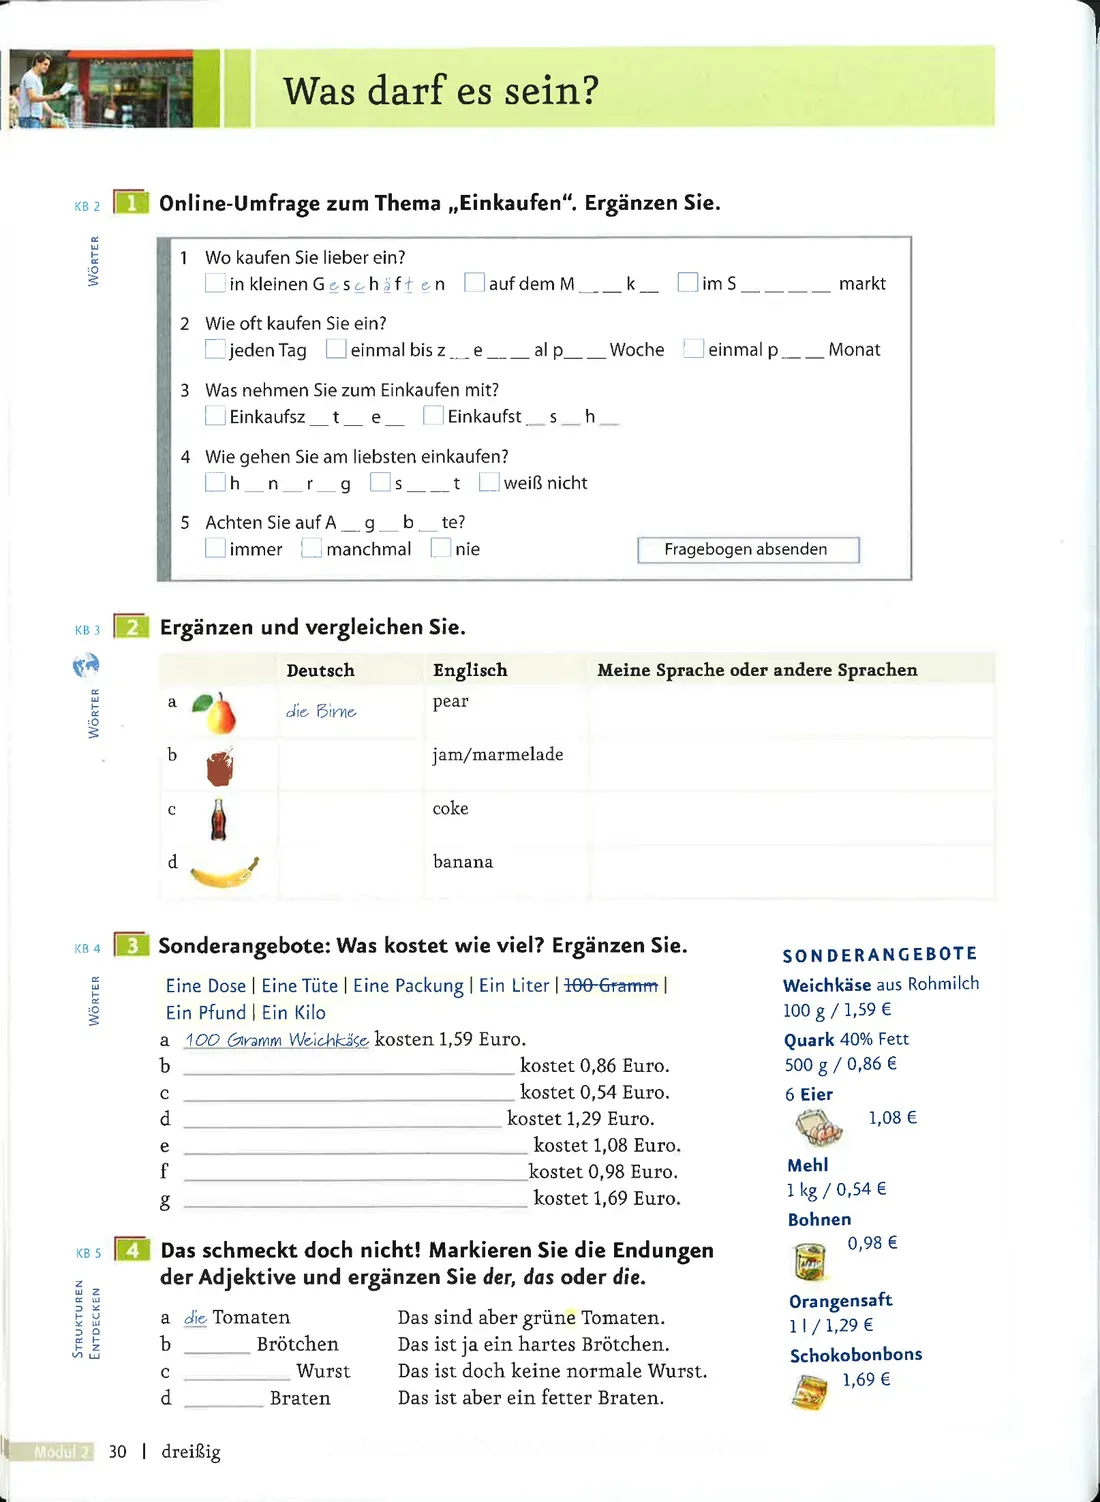 Was darf es sein?
KB 2
1
Online-Umfrage zum Thema „Einkaufen“. Ergänzen Sie.
WÖRTER
1 Wo kaufen Sie lieber ein?
in kleinen G e s c h ä f t e n auf dem M _ _ k _ im S _ _ _ _ markt
2 Wie oft kaufen Sie ein?
jeden Tag einmal bis z _ e _ _ al p _ _ Woche einmal p _ _ Monat
3 Was nehmen Sie zum Einkaufen mit?
Einkaufsz _ t _ e _ Einkaufst _ s _ h _
4 Wie gehen Sie am liebsten einkaufen?
h _ n _ r _ g s _ _ t weiß nicht
5 Achten Sie auf A _ g _ b _ te?
immer manchmal nie
Fragebogen absenden
KB 3
2
Ergänzen und vergleichen Sie.
WÖRTER
Deutsch Englisch Meine Sprache oder andere Sprachen
a die Birne pear
b jam/marmelade
c coke
d banana
KB 4
3
Sonderangebote: Was kostet wie viel? Ergänzen Sie.
WÖRTER
Eine Dose | Eine Tüte | Eine Packung | Ein Liter | 100 Gramm |
Ein Pfund | Ein Kilo
a 100 Gramm Weichkäse kosten 1,59 Euro.
b kostet 0,86 Euro.
c kostet 0,54 Euro.
d kostet 1,29 Euro.
e kostet 1,08 Euro.
f kostet 0,98 Euro.
g kostet 1,69 Euro.
SONDERANGEBOTE
Weichkäse aus Rohmilch
100 g / 1,59 €
Quark 40% Fett
500 g / 0,86 €
6 Eier
1,08 €
Mehl
1 kg / 0,54 €
Bohnen
0,98 €
Orangensaft
1 l / 1,29 €
Schokobonbons
1,69 €
KB 5
4
Das schmeckt doch nicht! Markieren Sie die Endungen
der Adjektive und ergänzen Sie der, das oder die.
STRUKTUREN
ENTDECKEN
a die Tomaten Das sind aber grüne Tomaten.
b Brötchen Das ist ja ein hartes Brötchen.
c Wurst Das ist doch keine normale Wurst.
d Braten Das ist aber ein fetter Braten.
Modul 2 30 | dreißig